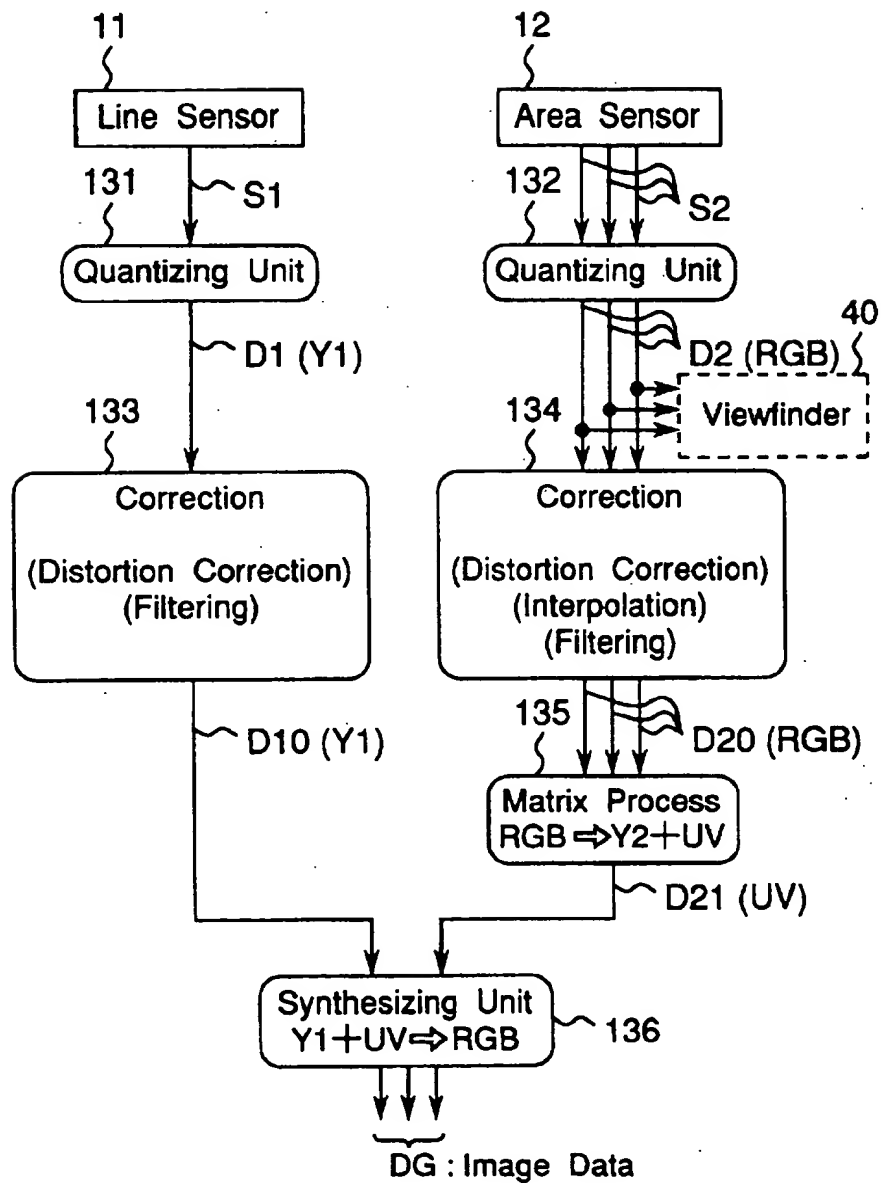 11
Line Sensor
S1
131
Quantizing Unit
D1 (Y1)
133
Correction
(Distortion Correction)
(Filtering)
D10 (Y1)
12
Area Sensor
S2
132
Quantizing Unit
D2 (RGB)
40
Viewfinder
134
Correction
(Distortion Correction)
(Interpolation)
(Filtering)
D20 (RGB)
135
Matrix Process
RGB ⇨ Y2+UV
D21 (UV)
Synthesizing Unit
Y1+UV ⇨ RGB
136
DG : Image Data